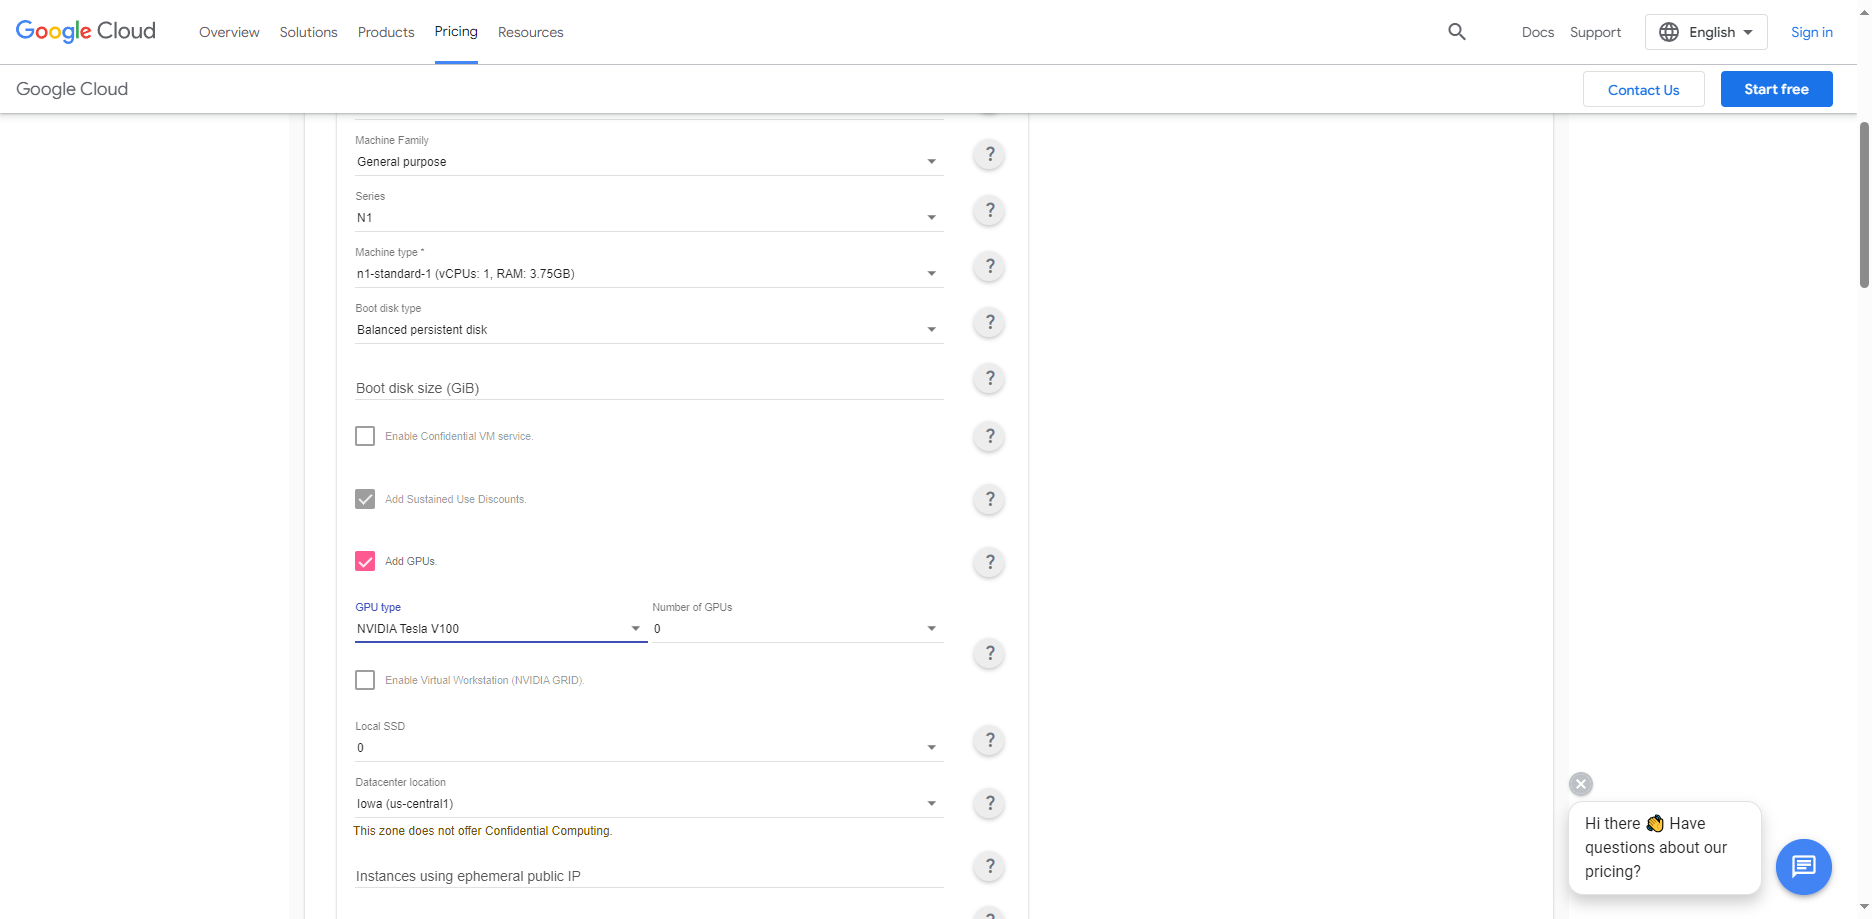 Google Cloud
Overview
Solutions
Products
Pricing
Resources
Docs
Support
English
Sign in
Google Cloud
Contact Us
Start free
Machine Family
General purpose
?
Series
N1
?
Machine type *
n1-standard-1 (vCPUs: 1, RAM: 3.75GB)
?
Boot disk type
Balanced persistent disk
?
Boot disk size (GiB)
?
Enable Confidential VM service.
?
Add Sustained Use Discounts.
?
Add GPUs.
?
GPU type
NVIDIA Tesla V100
Number of GPUs
0
?
Enable Virtual Workstation (NVIDIA GRID).
Local SSD
0
?
Datacenter location
Iowa (us-central1)
?
This zone does not offer Confidential Computing.
Instances using ephemeral public IP
?
?
Hi there 👋 Have
questions about our
pricing?